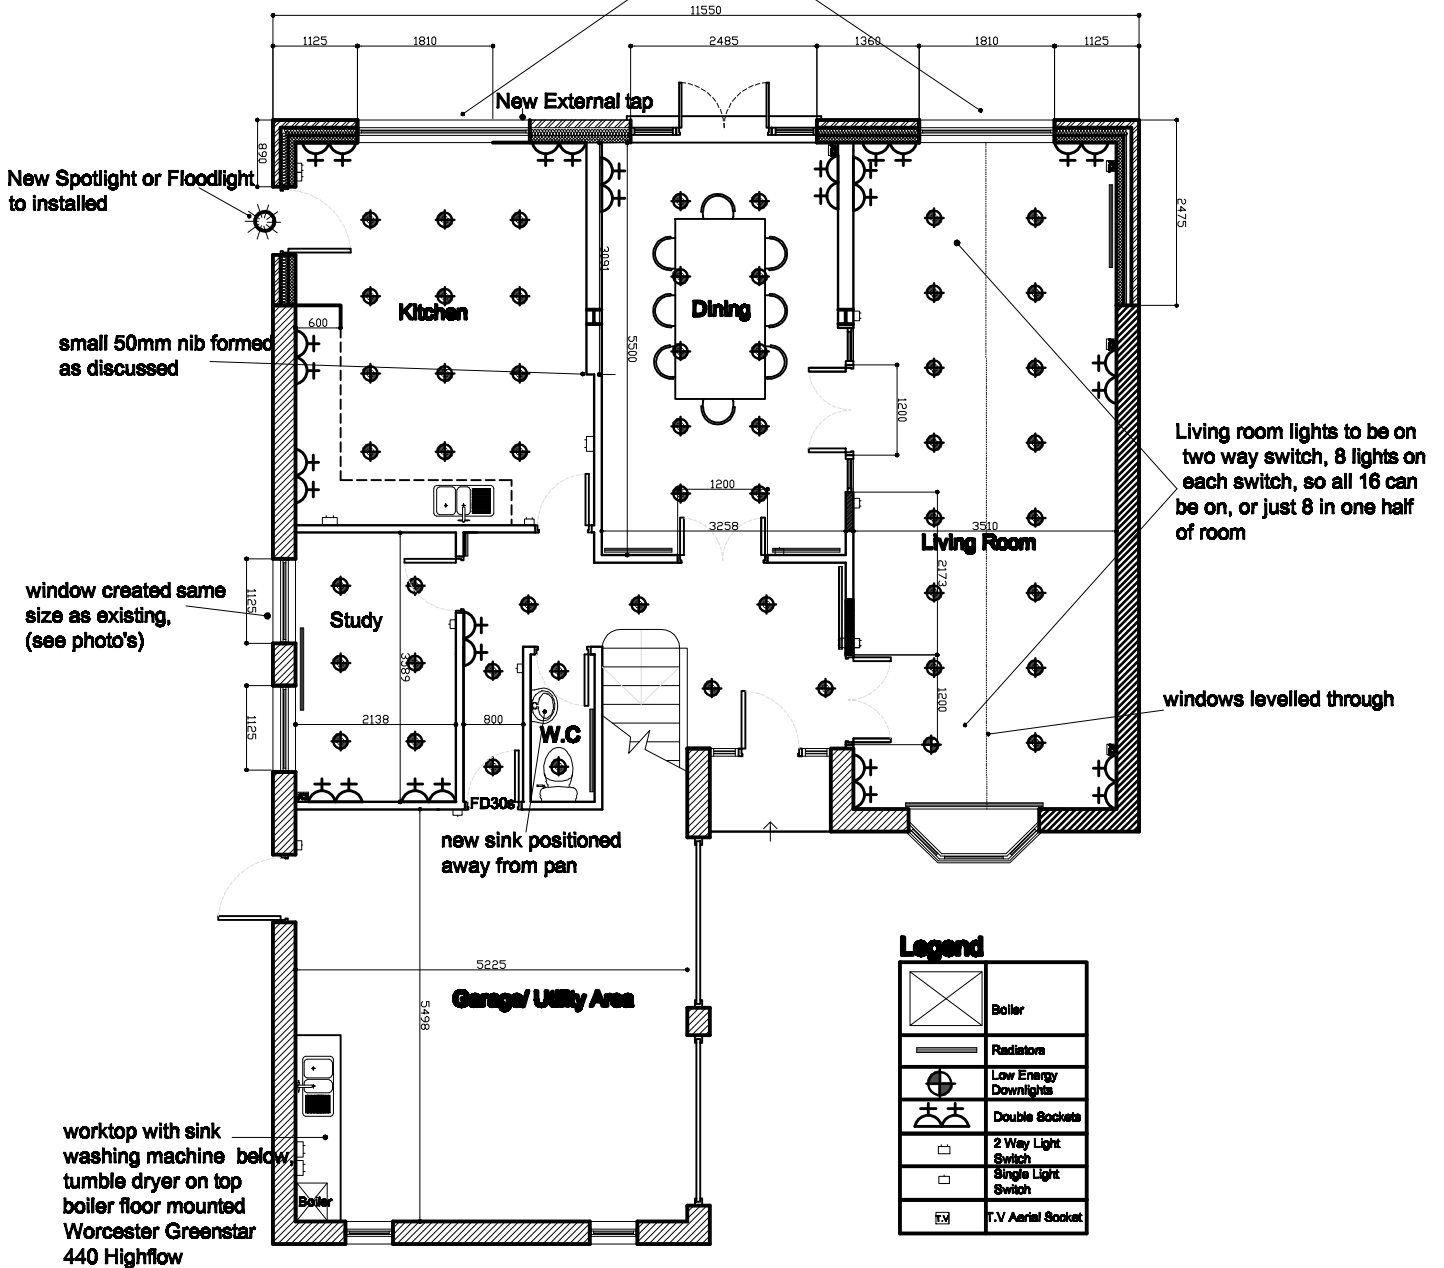 11550
1125
1810
2485
1360
1810
1125
New External tap
890
New Spotlight or Floodlight
to installed
2475
3091
Kitchen
Dining
600
small 50mm nib formed
as discussed
5500
1200
Living room lights to be on
two way switch, 8 lights on
each switch, so all 16 can
be on, or just 8 in one half
of room
1200
3258
3510
Living Room
2173
window created same
size as existing,
(see photo's)
1125
Study
3389
1125
2138
800
W.C
1200
windows levelled through
FD30s
new sink positioned
away from pan
5225
Garage/ Utility Area
5498
Legend
Boiler
Radiators
Low Energy
Downlights
Double Sockets
2 Way Light
Switch
Single Light
Switch
T.V
T.V Aerial Socket
worktop with sink
washing machine below,
tumble dryer on top
boiler floor mounted
Worcester Greenstar
440 Highflow
Boiler